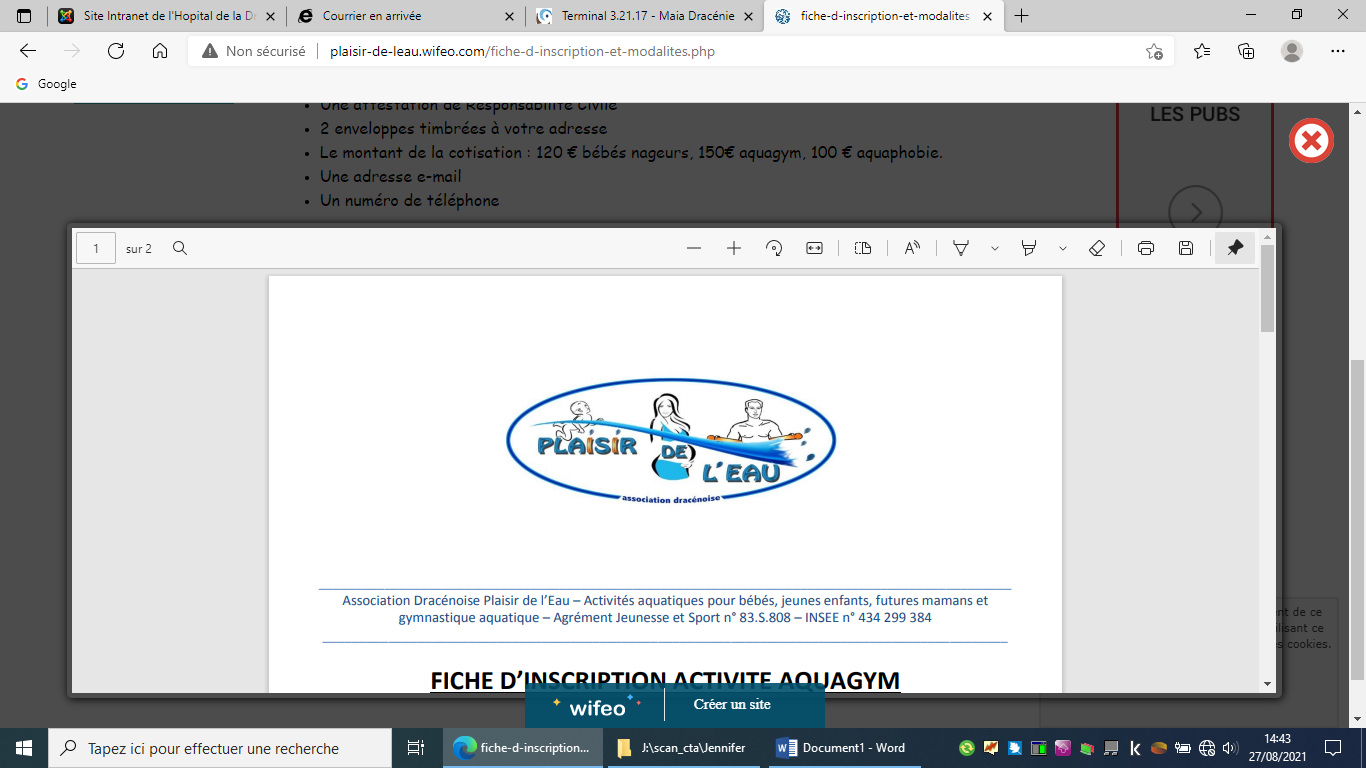 Site Intranet de l'Hopital de la Dr
Courrier en arrivée
Terminal 3.21.17 - Maia Dracénie
fiche-d-inscription-et-modalites
Non sécurisé
plaisir-de-leau.wifeo.com/fiche-d-inscription-et-modalites.php
Google
• Une attestation de Responsabilité Civile
LES PUBS
• 2 enveloppes timbrées à votre adresse
• Le montant de la cotisation : 120 € bébés nageurs, 150€ aquagym, 100 € aquaphobie.
• Une adresse e-mail
• Un numéro de téléphone
1 sur 2
PLAISIR DE L'EAU
association dracénoise
Association Dracénoise Plaisir de l'Eau – Activités aquatiques pour bébés, jeunes enfants, futures mamans et
gymnastique aquatique – Agrément Jeunesse et Sport n° 83.S.808 – INSEE n° 434 299 384
nt de ce
ilisant ce
s cookies.
FICHE D'INSCRIPTION ACTIVITE AQUAGYM
wifeo
Créer un site
Tapez ici pour effectuer une recherche
fiche-d-inscription...
J:\scan_cta\Jennifer
Document1 - Word
14:43
27/08/2021